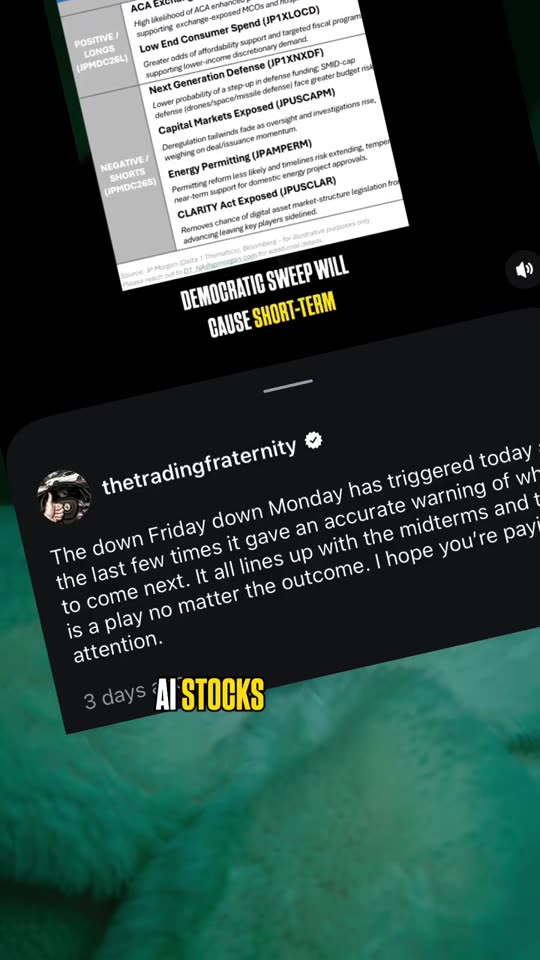 ACA
High likelihood of ACA enhanced
supporting exchange-exposed MCOs and
Low End Consumer Spend (JP1XLOCD)
Greater odds of affordability support and targeted fiscal program
supporting lower-income discretionary demand.
POSITIVE /
LONGS
(JPMDC26L)
Next Generation Defense (JP1XNXDF)
Lower probability of a step-up in defense funding; SMID-cap
defense (drones/space/missile defense) face greater budget risk
Capital Markets Exposed (JPUSCAPM)
Deregulation tailwinds fade as oversight and investigations rise,
weighing on deal/issuance momentum.
Energy Permitting (JPAMPERM)
Permitting reform less likely and timelines risk extending,
near-term support for domestic energy project approvals.
CLARITY Act Exposed (JPUSCLAR)
Removes chance of digital asset market-structure legislation
advancing leaving key players sidelined.
NEGATIVE /
SHORTS
(JPMDC26S)
Source: JP Morgan (Delta 1 Thematics), Bloomberg - for illustrative purposes only
Please reach out to D1_NA@jpmorgan.com for additional details.
DEMOCRATIC SWEEP WILL
CAUSE SHORT-TERM
thetradingfraternity
The down Friday down Monday has triggered today
the last few times it gave an accurate warning of
to come next. It all lines up with the midterms and
is a play no matter the outcome. I hope you're
attention.
3 days
AI STOCKS